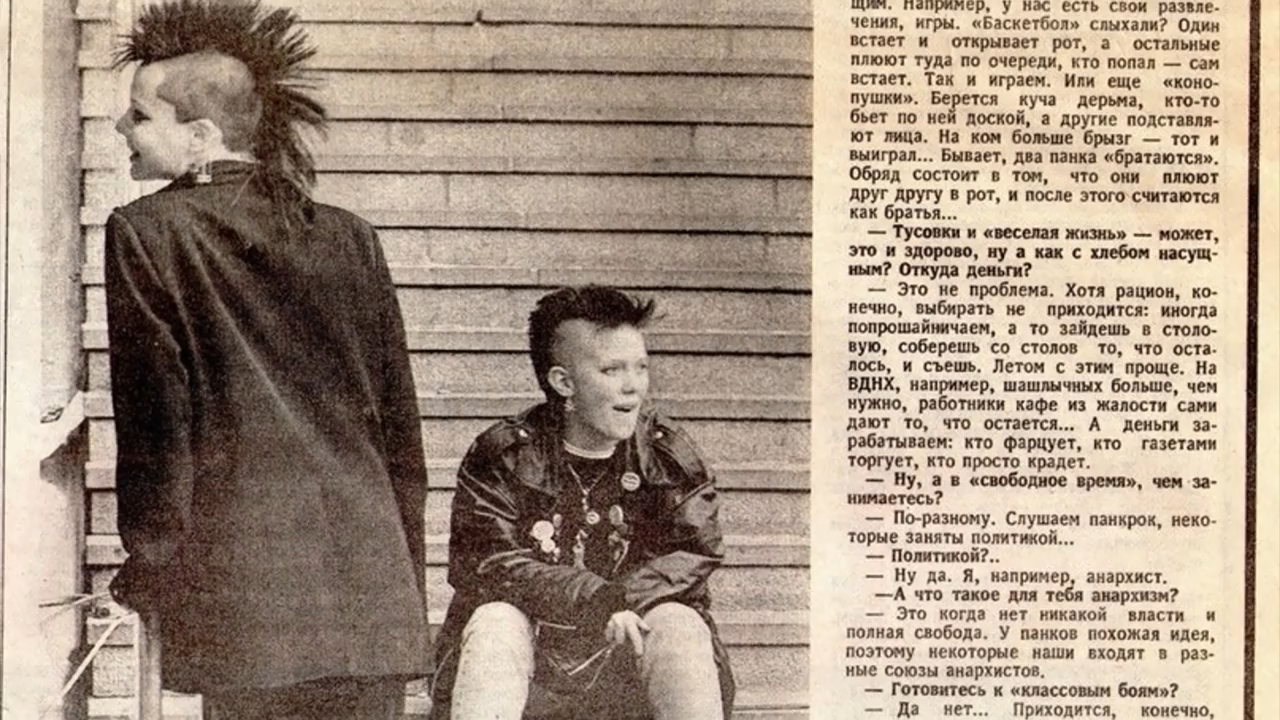 щим. Например, у нас есть свои развле-
чения, игры. «Баскетбол» слыхали? Один
встает и открывает рот, а остальные
плюют туда по очереди, кто попал — сам
встает. Так и играем. Или еще «коно-
пушки». Берется куча дерьма, кто-то
бьет по ней доской, а другие подставля-
ют лица. На ком больше брызг — тот и
выиграл... Бывает, два панка «братаются».
Обряд состоит в том, что они плюют
друг другу в рот, и после этого считаются
как братья...
— Тусовки и «веселая жизнь» — может,
это и здорово, ну а как с хлебом насущ-
ным? Откуда деньги?
— Это не проблема. Хотя рацион, ко-
нечно, выбирать не приходится: иногда
попрошайничаем, а то зайдешь в столо-
вую, соберешь со столов то, что оста-
лось, и съешь. Летом с этим проще. На
ВДНХ, например, шашлычных больше, чем
нужно, работники кафе из жалости сами
дают то, что остается... А деньги за-
рабатываем: кто фарцует, кто газетами
торгует, кто просто крадет.
— Ну, а в «свободное время», чем за-
нимаетесь?
— По-разному. Слушаем панкрок, неко-
торые заняты политикой...
— Политикой?..
— Ну да. Я, например, анархист.
—А что такое для тебя анархизм?
— Это когда нет никакой власти и
полная свобода. У панков похожая идея,
поэтому некоторые наши входят в раз-
ные союзы анархистов.
— Готовитесь к «классовым боям»?
— Да нет... Приходится, конечно,